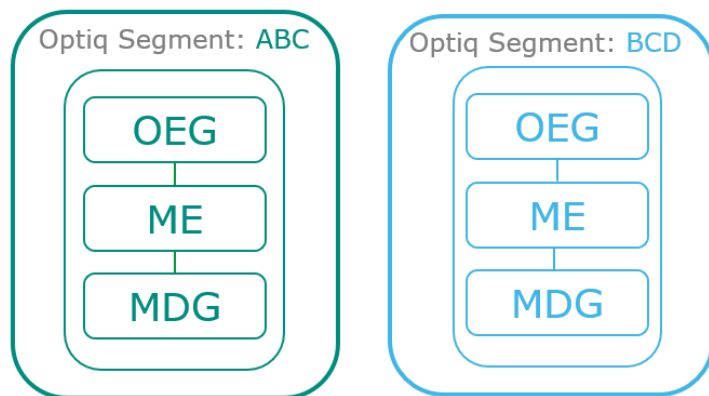 Optiq Segment: ABC
OEG
ME
MDG
Optiq Segment: BCD
OEG
ME
MDG